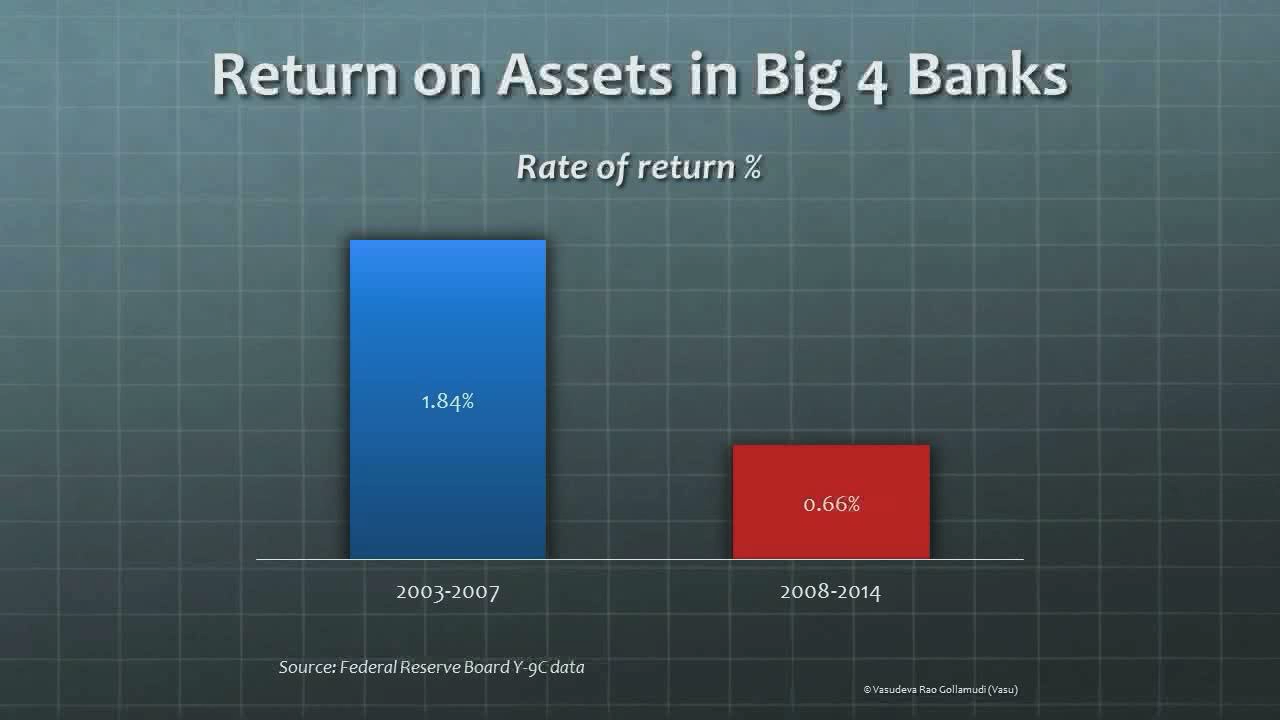 Return on Assets in Big 4 Banks
Rate of return %
1.84%
0.66%
2003-2007
2008-2014
Source: Federal Reserve Board Y-9C data
© Vasudeva Rao Gollamudi (Vasu)